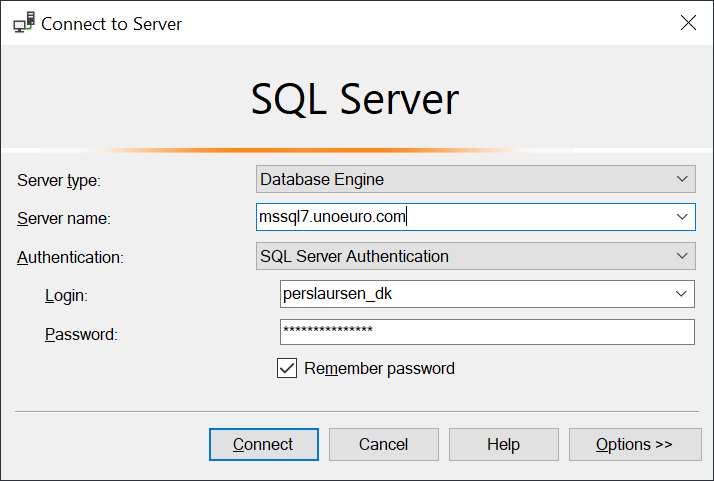 Connect to Server
SQL Server
Server type: Database Engine
Server name: mssql7.unoeuro.com
Authentication: SQL Server Authentication
Login: perslaursen_dk
Password: ***************
Remember password
Connect Cancel Help Options >>